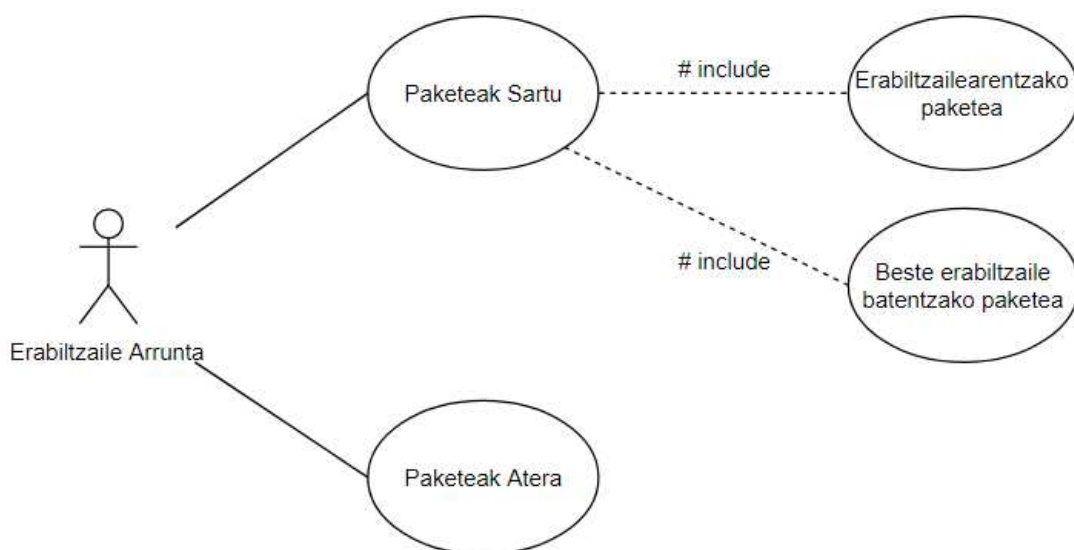 Paketeak Sartu
# include
Erabiltzailearentzako
paketea
# include
Beste erabiltzaile
batentzako paketea
Erabiltzaile Arrunta
Paketeak Atera